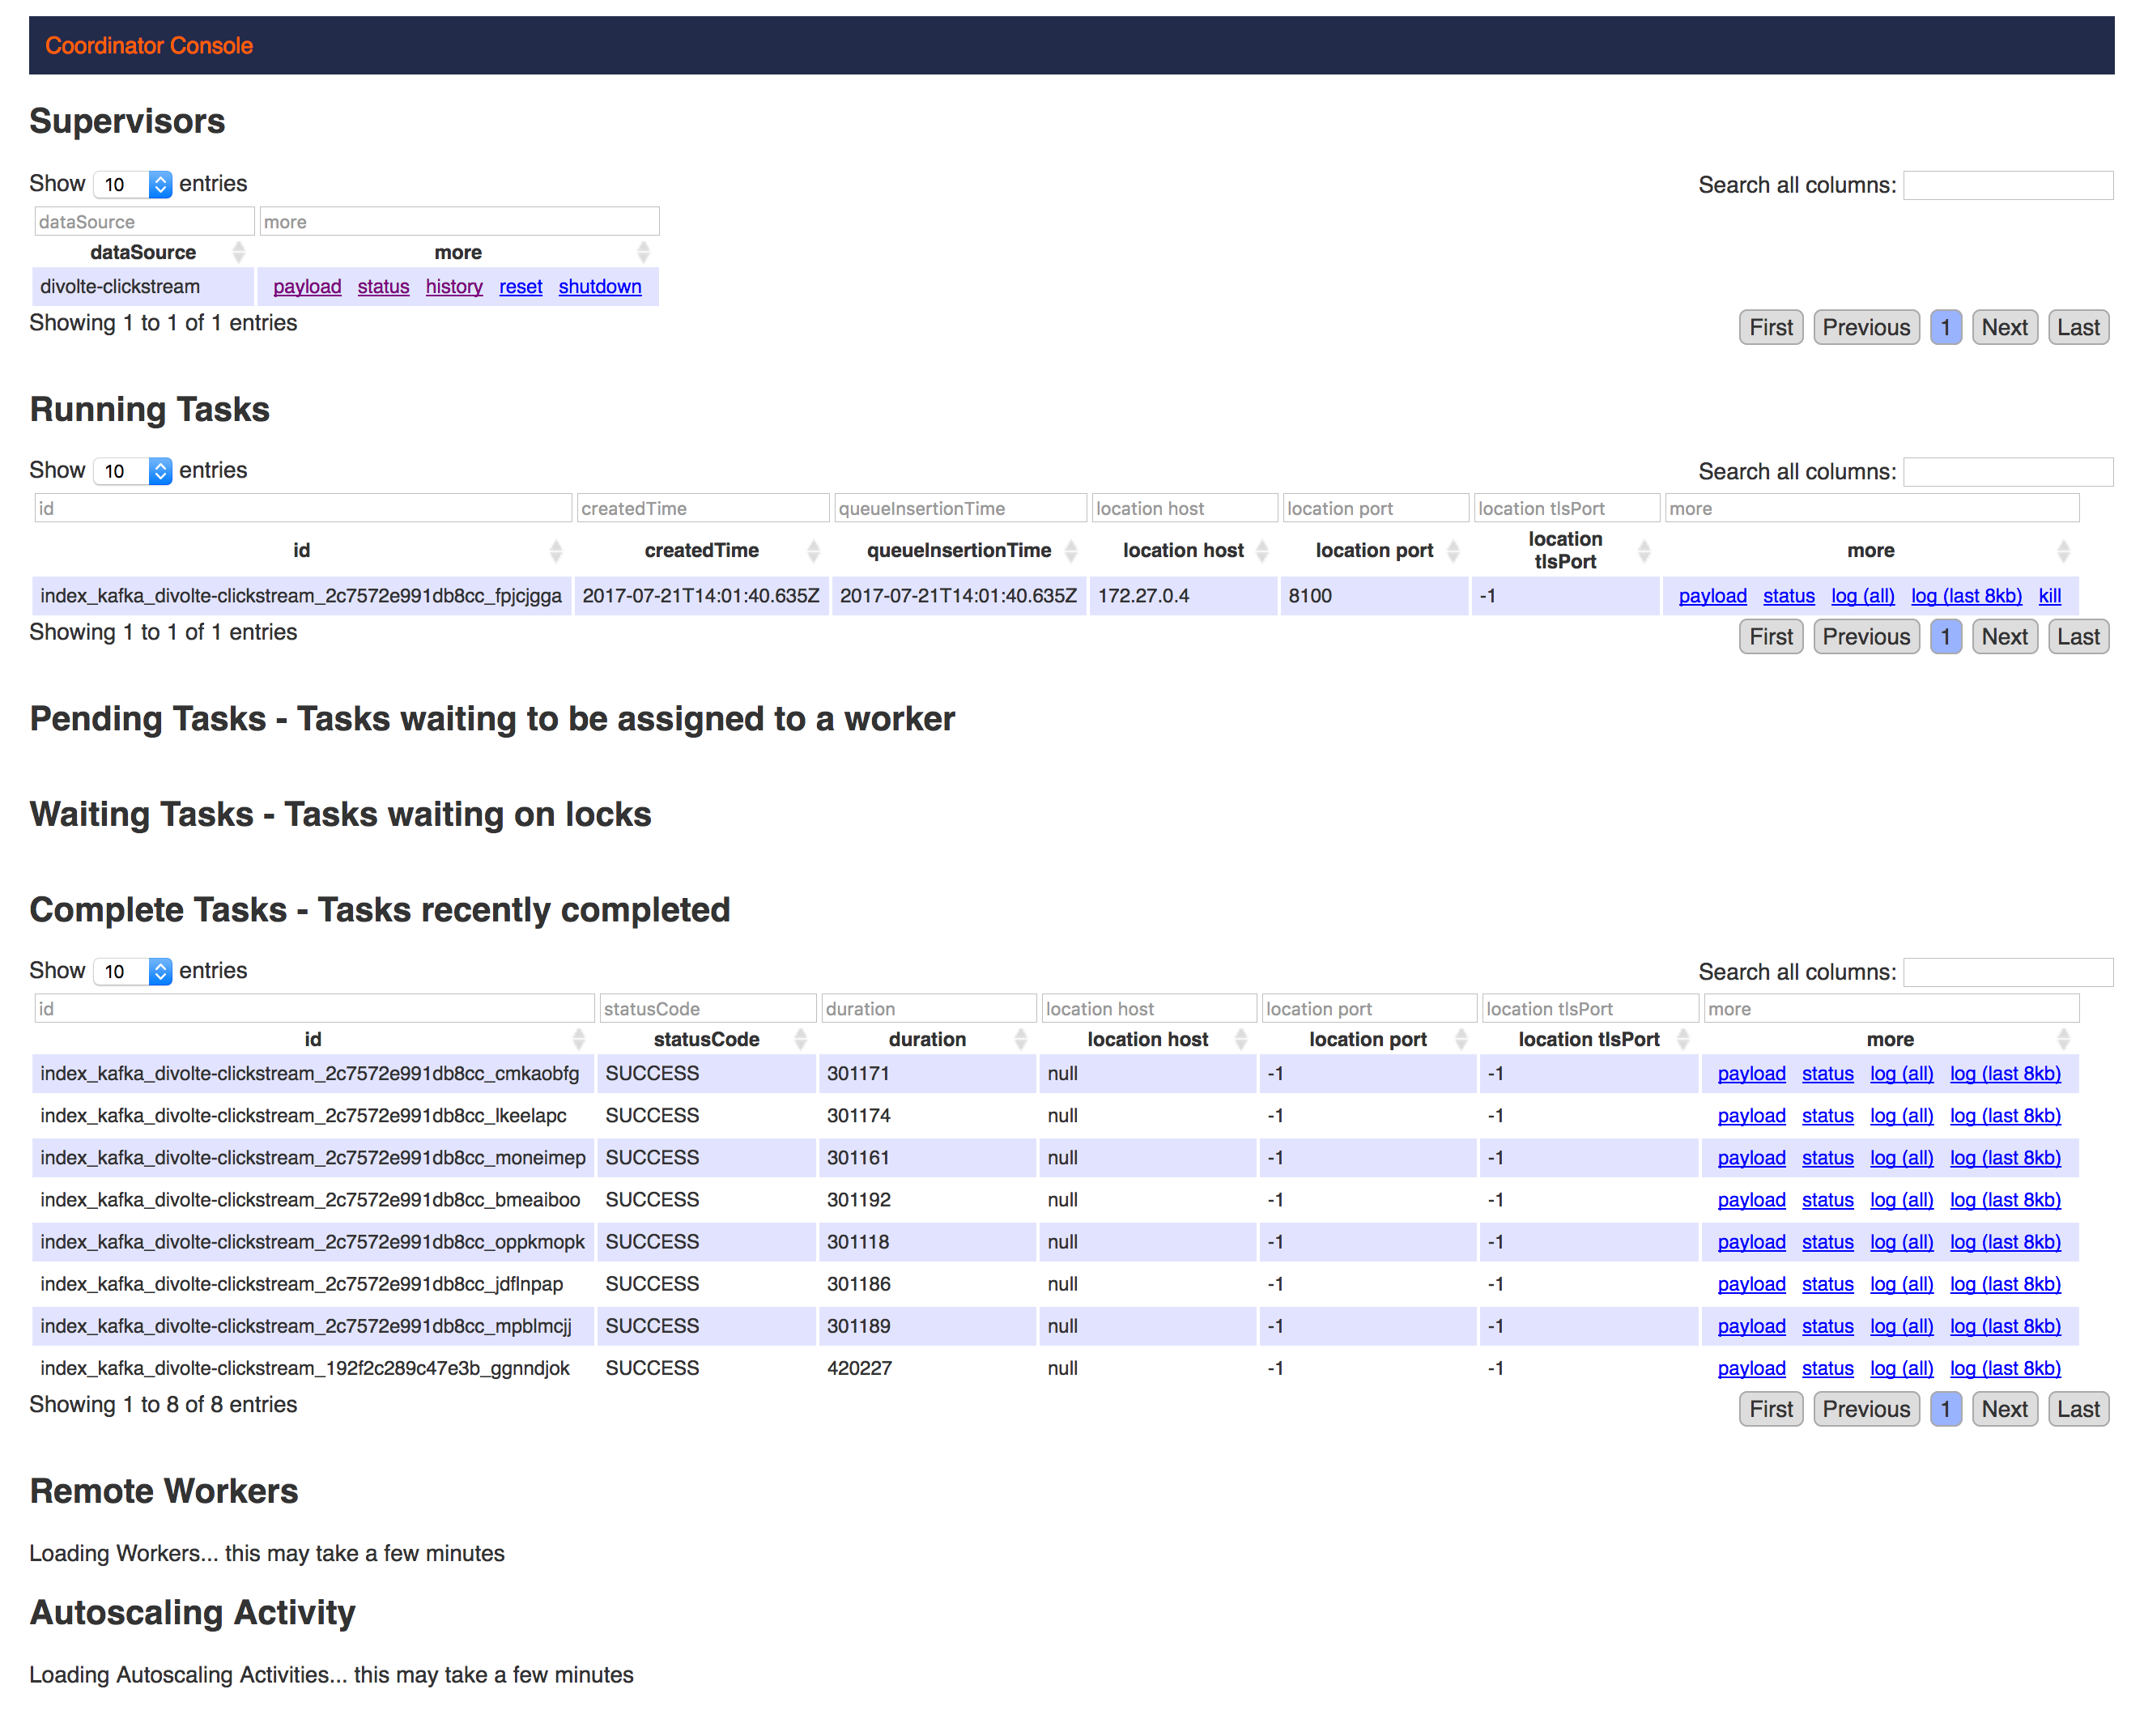 Coordinator Console
Supervisors
Show 10 entries
Search all columns:
dataSource more
dataSource more
divolte-clickstream payload status history reset shutdown
Showing 1 to 1 of 1 entries
First Previous 1 Next Last
Running Tasks
Show 10 entries
Search all columns:
id createdTime queueInsertionTime location host location port location tlsPort more
id createdTime queueInsertionTime location host location port location tlsPort more
index_kafka_divolte-clickstream_2c7572e991db8cc_fpjcjgga 2017-07-21T14:01:40.635Z 2017-07-21T14:01:40.635Z 172.27.0.4 8100 -1 payload status log (all) log (last 8kb) kill
Showing 1 to 1 of 1 entries
First Previous 1 Next Last
Pending Tasks - Tasks waiting to be assigned to a worker
Waiting Tasks - Tasks waiting on locks
Complete Tasks - Tasks recently completed
Show 10 entries
Search all columns:
id statusCode duration location host location port location tlsPort more
id statusCode duration location host location port location tlsPort more
index_kafka_divolte-clickstream_2c7572e991db8cc_cmkaobfg SUCCESS 301171 null -1 -1 payload status log (all) log (last 8kb)
index_kafka_divolte-clickstream_2c7572e991db8cc_lkeelapc SUCCESS 301174 null -1 -1 payload status log (all) log (last 8kb)
index_kafka_divolte-clickstream_2c7572e991db8cc_moneimep SUCCESS 301161 null -1 -1 payload status log (all) log (last 8kb)
index_kafka_divolte-clickstream_2c7572e991db8cc_bmeaiboo SUCCESS 301192 null -1 -1 payload status log (all) log (last 8kb)
index_kafka_divolte-clickstream_2c7572e991db8cc_oppkmopk SUCCESS 301118 null -1 -1 payload status log (all) log (last 8kb)
index_kafka_divolte-clickstream_2c7572e991db8cc_jdflnpap SUCCESS 301186 null -1 -1 payload status log (all) log (last 8kb)
index_kafka_divolte-clickstream_2c7572e991db8cc_mpblmcjj SUCCESS 301189 null -1 -1 payload status log (all) log (last 8kb)
index_kafka_divolte-clickstream_192f2c289c47e3b_ggnndjok SUCCESS 420227 null -1 -1 payload status log (all) log (last 8kb)
Showing 1 to 8 of 8 entries
First Previous 1 Next Last
Remote Workers
Loading Workers... this may take a few minutes
Autoscaling Activity
Loading Autoscaling Activities... this may take a few minutes